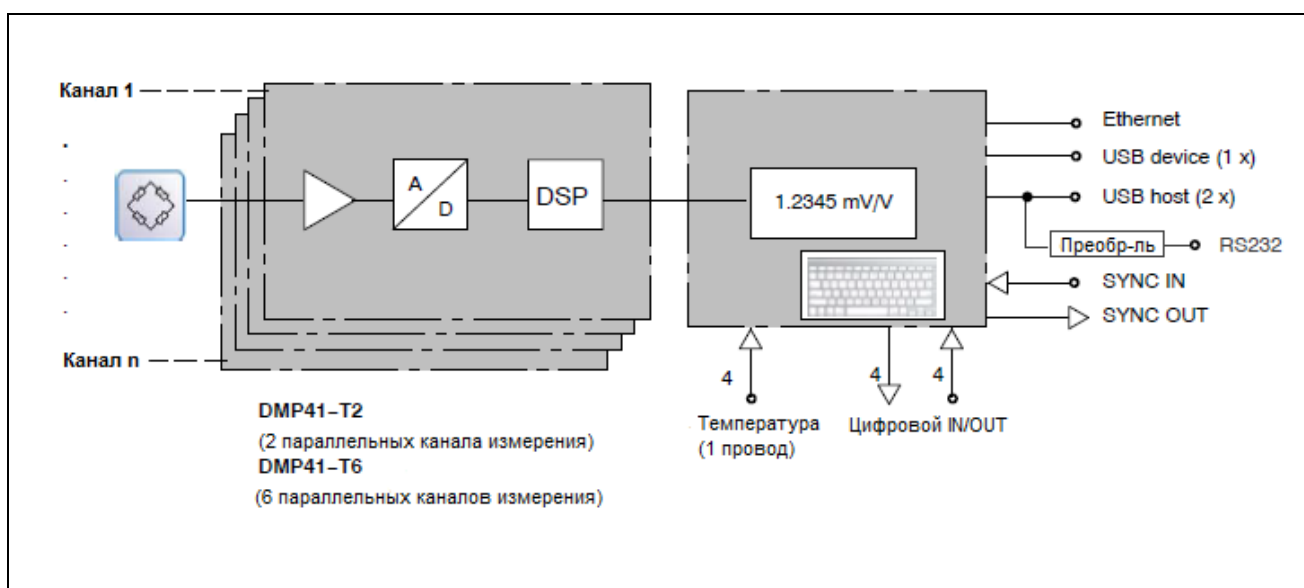 Канал 1
Канал n
A
D
DSP
1.2345 mV/V
Ethernet
USB device (1 x)
USB host (2 x)
Преобр-ль
RS232
SYNC IN
SYNC OUT
4
4
4
Температура
(1 провод)
Цифровой IN/OUT
DMP41–T2
(2 параллельных канала измерения)
DMP41–T6
(6 параллельных каналов измерения)